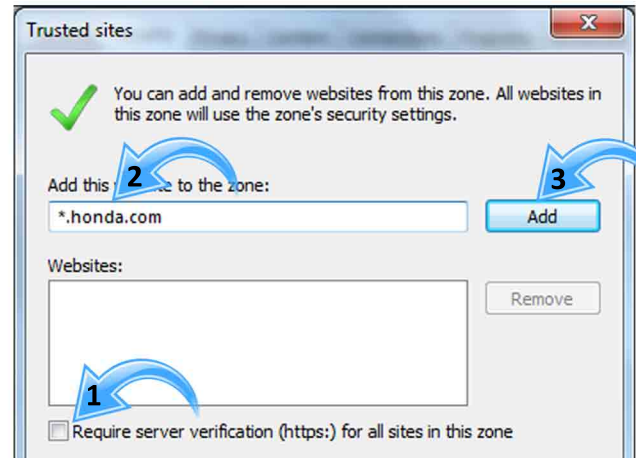 Trusted sites
You can add and remove websites from this zone. All websites in
this zone will use the zone's security settings.
2
3
Add this to the zone:
*.honda.com
Add
Websites:
Remove
1
Require server verification (https:) for all sites in this zone